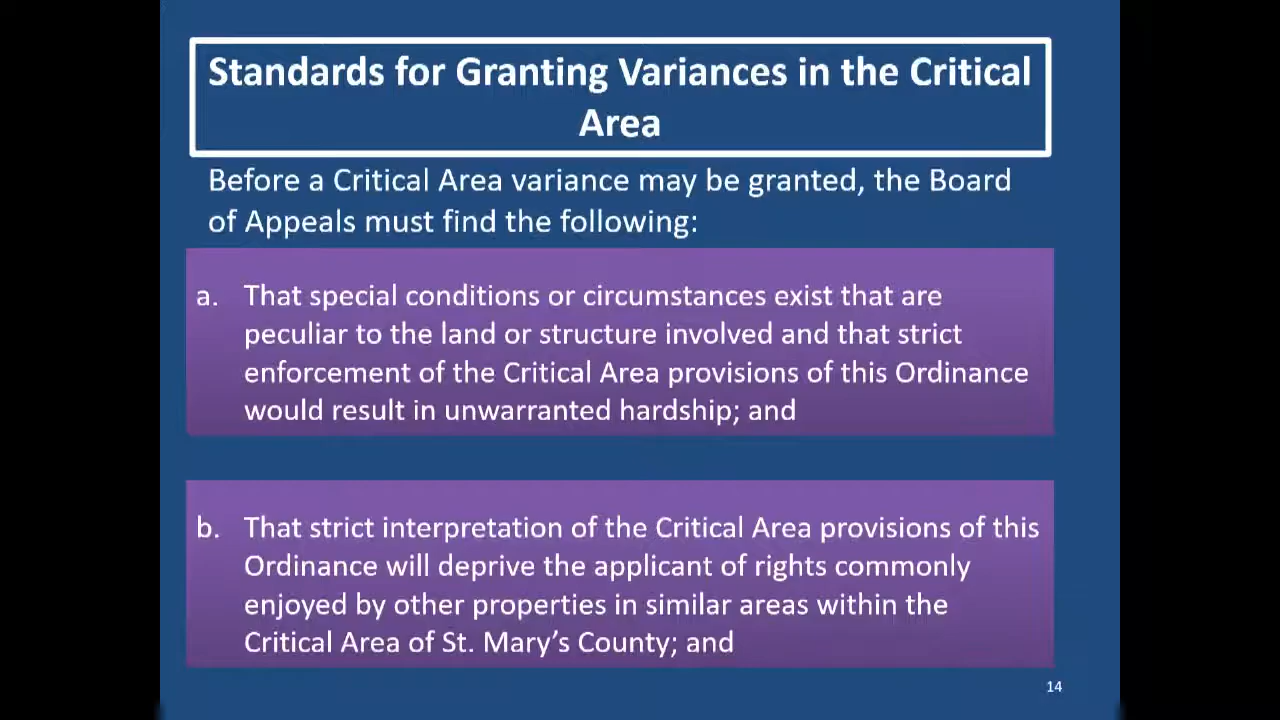 Standards for Granting Variances in the Critical
Area
Before a Critical Area variance may be granted, the Board
of Appeals must find the following:
a. That special conditions or circumstances exist that are
peculiar to the land or structure involved and that strict
enforcement of the Critical Area provisions of this Ordinance
would result in unwarranted hardship; and
b. That strict interpretation of the Critical Area provisions of this
Ordinance will deprive the applicant of rights commonly
enjoyed by other properties in similar areas within the
Critical Area of St. Mary’s County; and
14